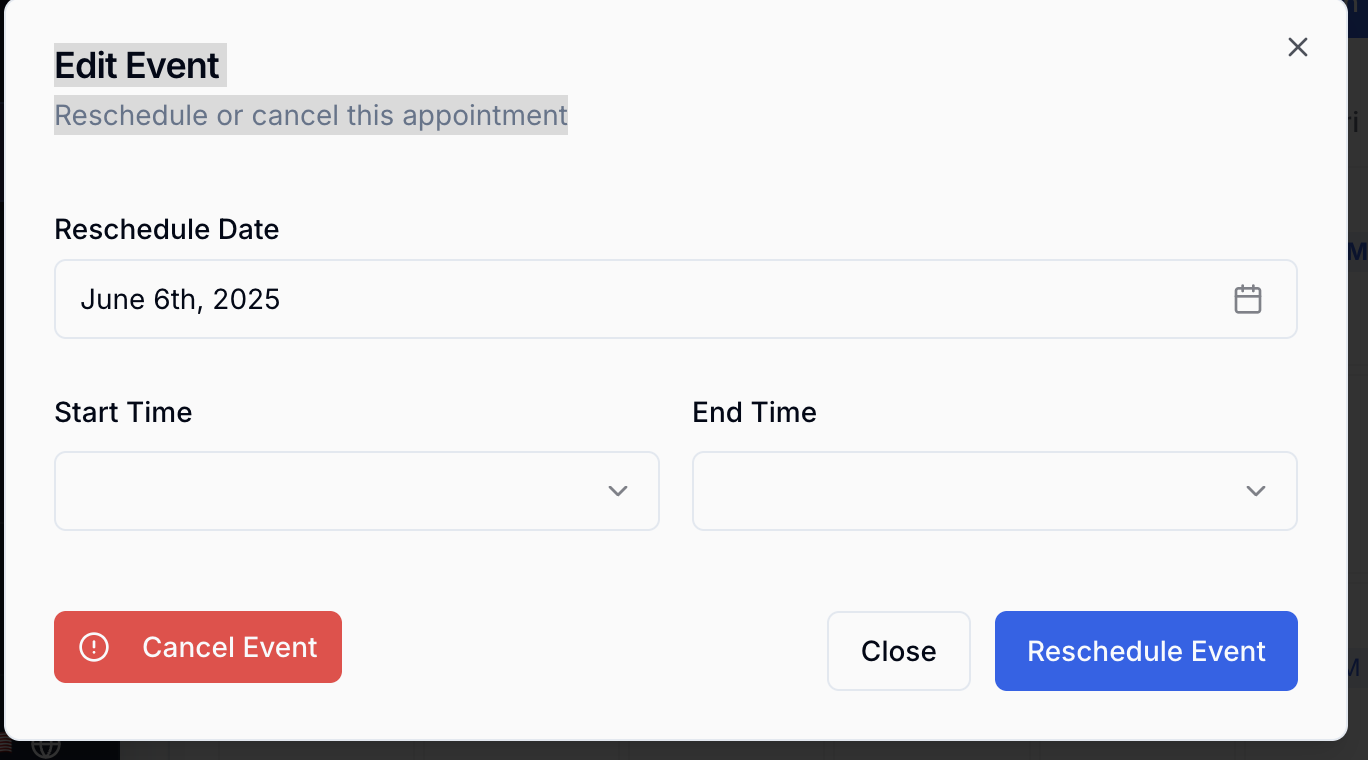 Edit Event
Reschedule or cancel this appointment
Reschedule Date
June 6th, 2025
Start Time
End Time
Cancel Event
Close
Reschedule Event